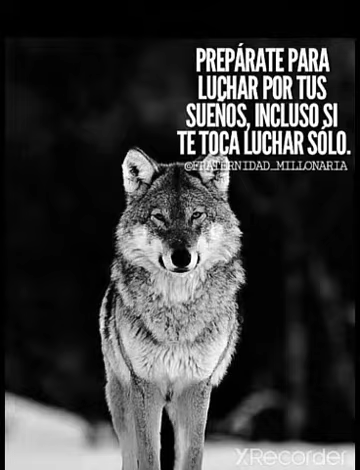 PREPÁRATE PARA
LUCHAR POR TUS
SUEÑOS, INCLUSO SI
TE TOCA LUCHAR SÓLO.
@FRATERNIDAD_MILLONARIA
XRecorder